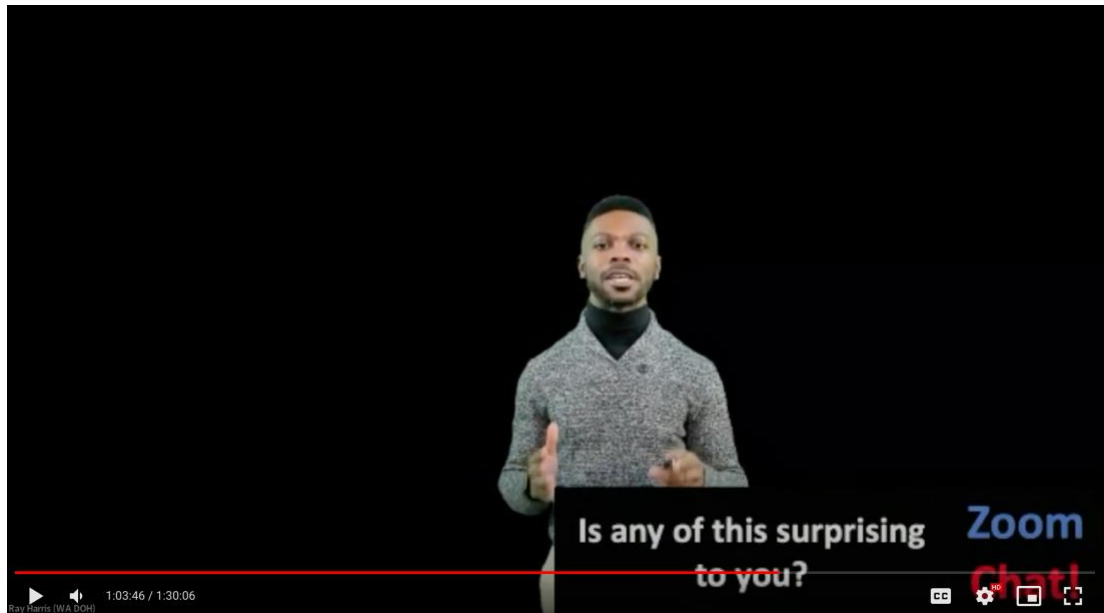 Is any of this surprising
to you?
Zoom
Chat!
1:03:46 / 1:30:06
CC
HD
Ray Harris (WA DOH)